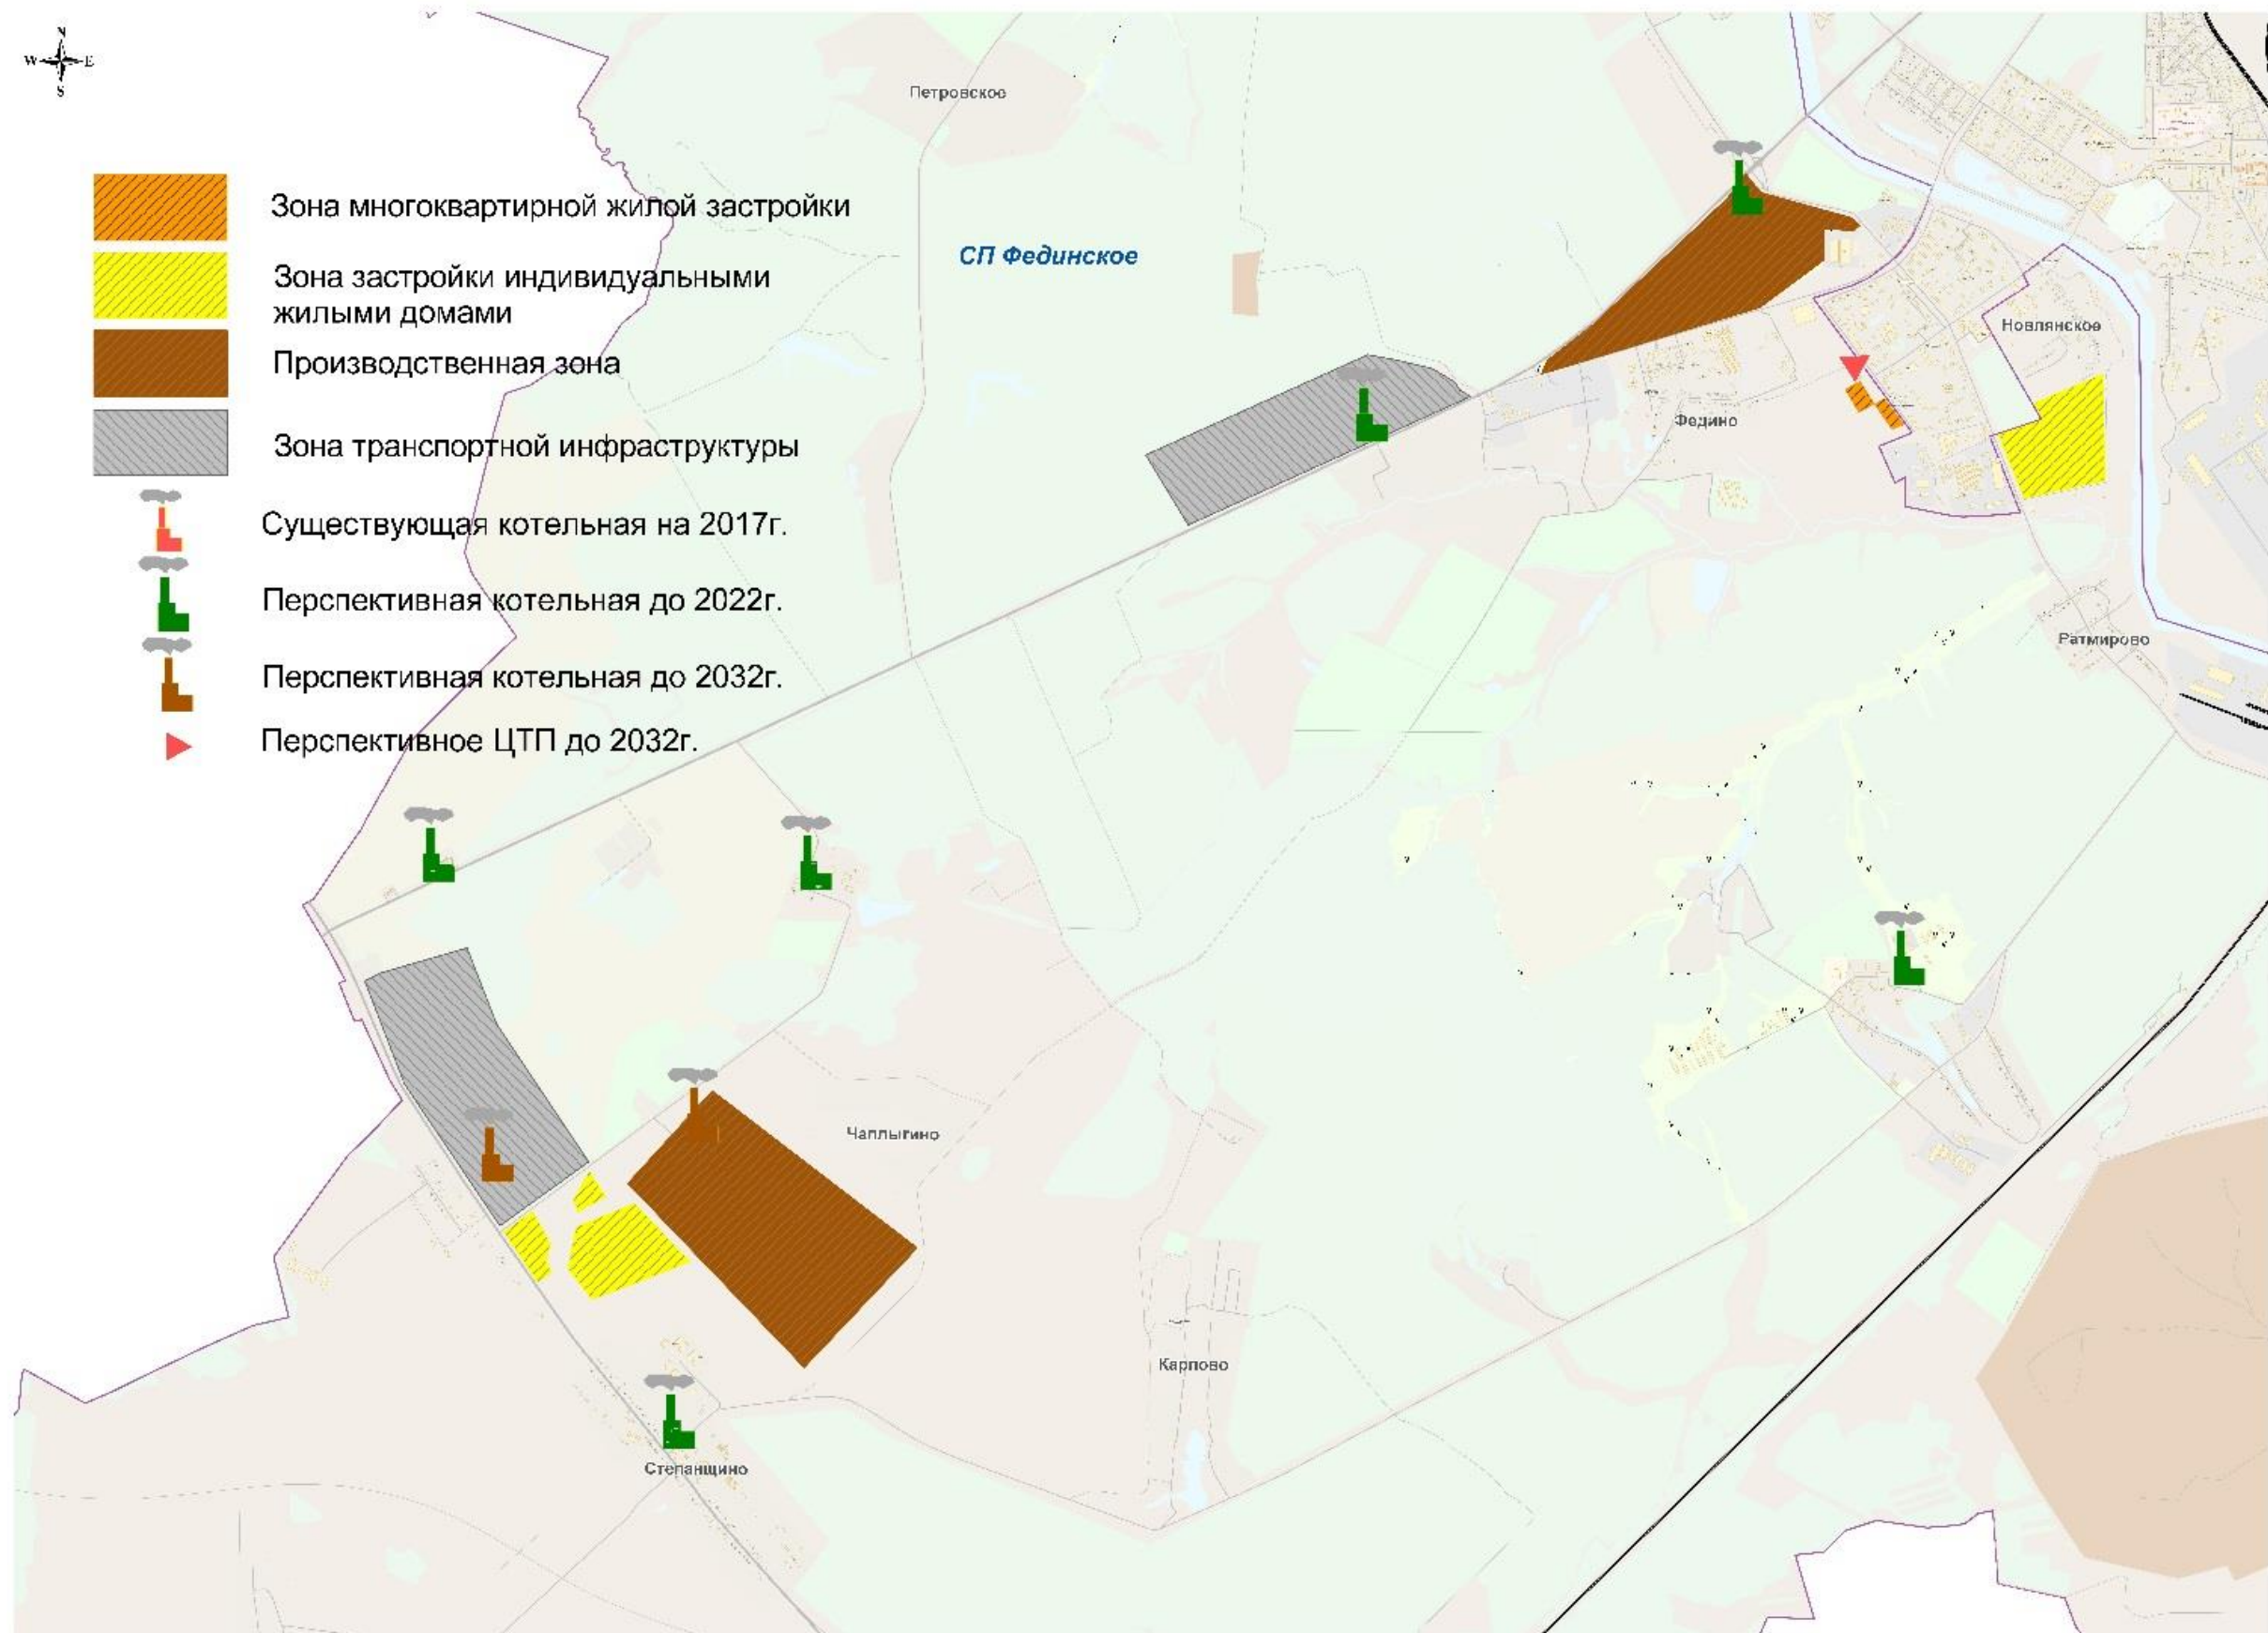 N
W E
S
Петровское
Зона многоквартирной жилой застройки
СП Фединское
Зона застройки индивидуальными
жилыми домами
Новлянское
Производственная зона
Федино
Зона транспортной инфраструктуры
Существующая котельная на 2017г.
Перспективная котельная до 2022г.
Ратмирово
Перспективная котельная до 2032г.
Перспективное ЦТП до 2032г.
Чаплыгино
Карпово
Степанщино